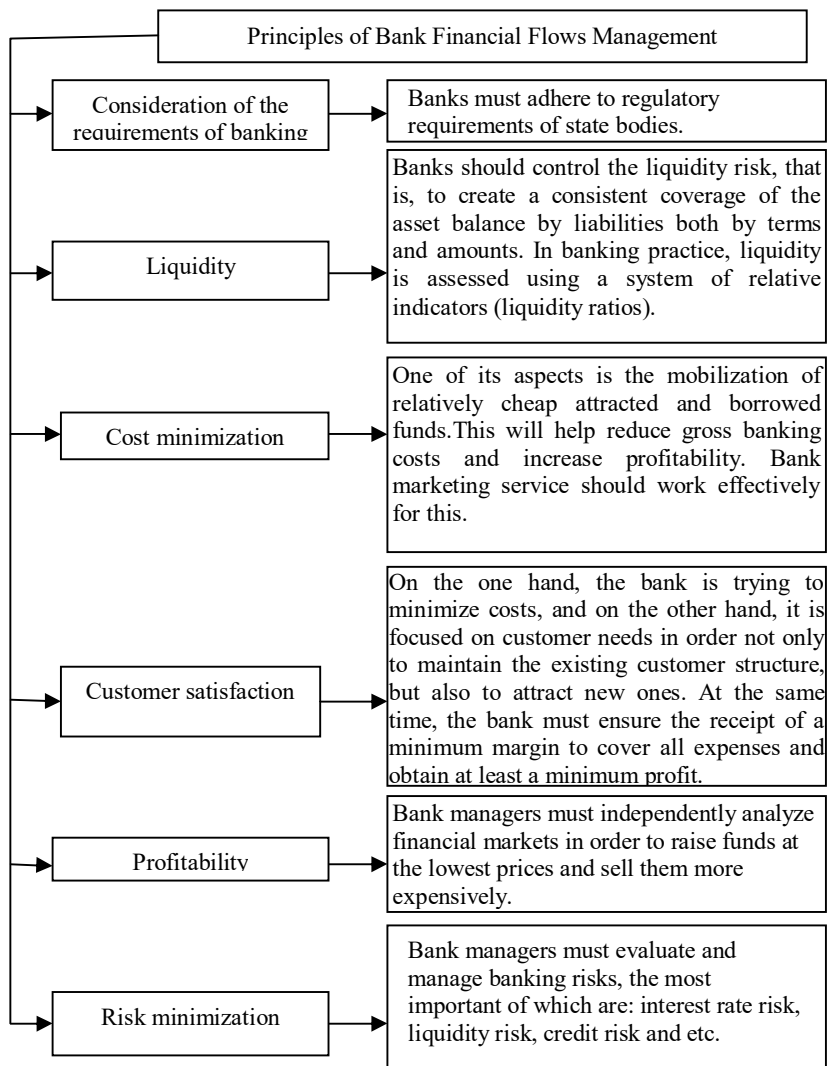 Principles of Bank Financial Flows Management
Consideration of the
requirements of banking
Banks must adhere to regulatory
requirements of state bodies.
Liquidity
Banks should control the liquidity risk, that
is, to create a consistent coverage of the
asset balance by liabilities both by terms
and amounts. In banking practice, liquidity
is assessed using a system of relative
indicators (liquidity ratios).
Cost minimization
One of its aspects is the mobilization of
relatively cheap attracted and borrowed
funds.This will help reduce gross banking
costs and increase profitability. Bank
marketing service should work effectively
for this.
Customer satisfaction
On the one hand, the bank is trying to
minimize costs, and on the other hand, it is
focused on customer needs in order not only
to maintain the existing customer structure,
but also to attract new ones. At the same
time, the bank must ensure the receipt of a
minimum margin to cover all expenses and
obtain at least a minimum profit.
Profitability
Bank managers must independently analyze
financial markets in order to raise funds at
the lowest prices and sell them more
expensively.
Risk minimization
Bank managers must evaluate and
manage banking risks, the most
important of which are: interest rate risk,
liquidity risk, credit risk and etc.